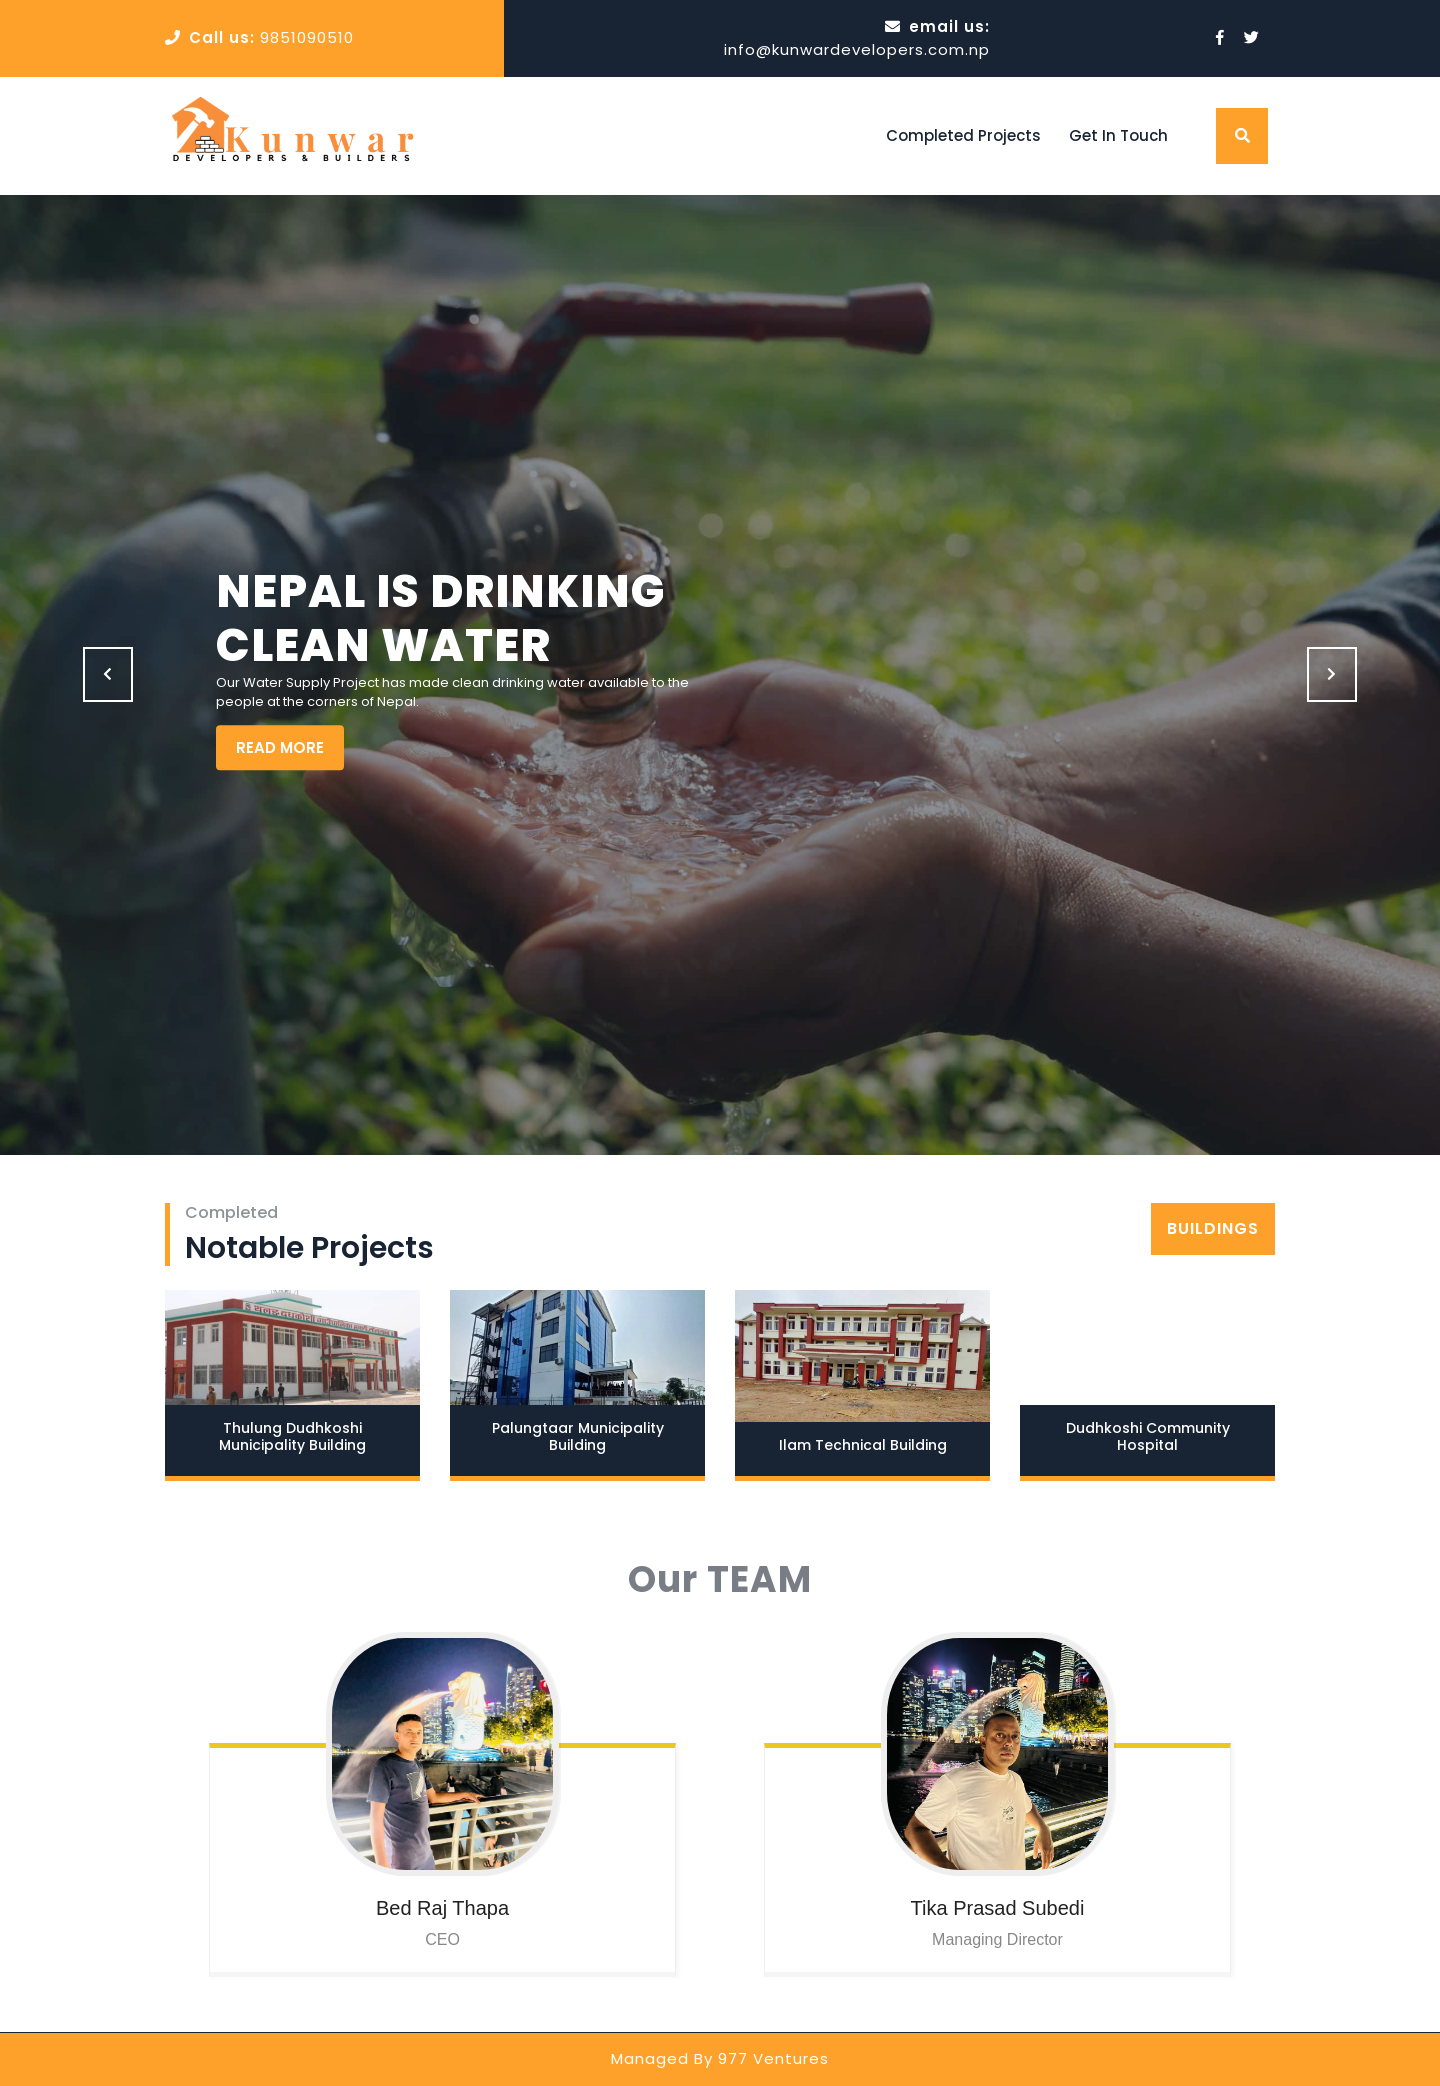 Call us: 9851090510
email us:
info@kunwardevelopers.com.np
Kunwar
DEVELOPERS & BUILDERS
Completed Projects
Get In Touch
NEPAL IS DRINKING
CLEAN WATER
Our Water Supply Project has made clean drinking water available to the
people at the corners of Nepal.
READ MORE
Completed
Notable Projects
BUILDINGS
Thulung Dudhkoshi
Municipality Building
Palungtaar Municipality
Building
Ilam Technical Building
Dudhkoshi Community
Hospital
Our TEAM
Bed Raj Thapa
CEO
Tika Prasad Subedi
Managing Director
Managed By 977 Ventures